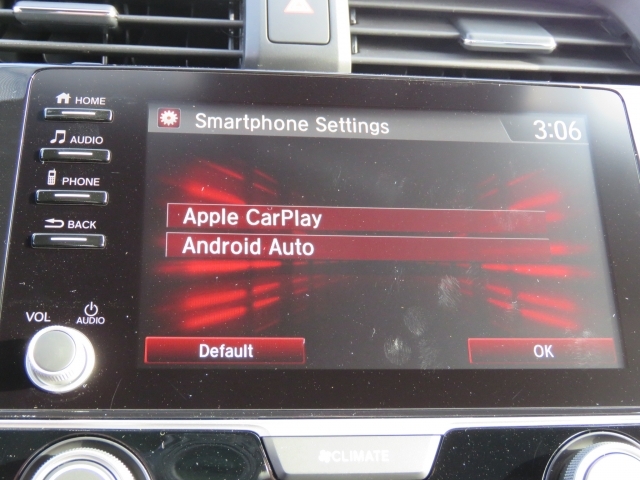 HOME
AUDIO
PHONE
BACK
VOL
AUDIO
Smartphone Settings 3:06
Apple CarPlay
Android Auto
Default OK
CLIMATE